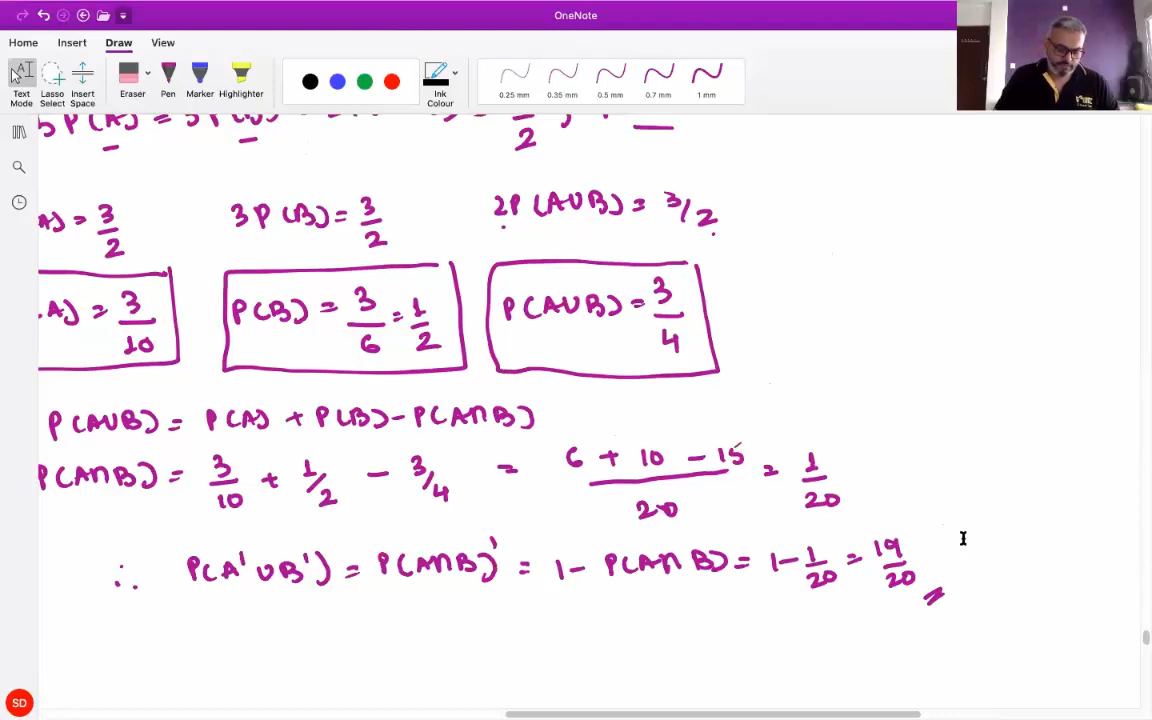 OneNote
Home Insert Draw View
Text Mode Lasso Select Insert Space Eraser Pen Marker Highlighter Ink Colour 0.25 mm 0.35 mm 0.5 mm 0.7 mm 1 mm
5P(A) = 3P(B)
2
A) = 3/2 3P(B) = 3/2 2P(A∪B) = 3/2
(A) = 3/10 P(B) = 3/6 = 1/2 P(A∪B) = 3/4
P(A∪B) = P(A) + P(B) - P(A∩B)
P(A∩B) = 3/10 + 1/2 - 3/4 = (6 + 10 - 15)/20 = 1/20
∴ P(A'∪B') = P(A∩B)' = 1 - P(A∩B) = 1 - 1/20 = 19/20
SD